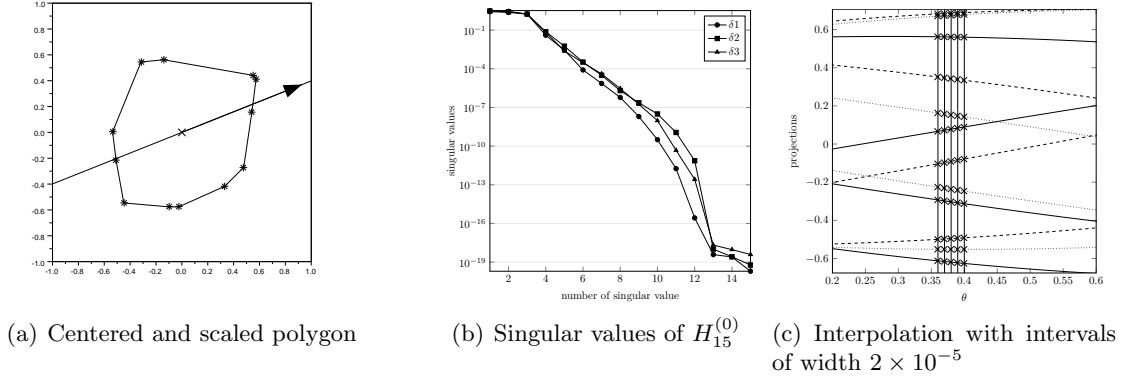 1.0
0.8
0.6
0.4
0.2
0.0
-0.2
-0.4
-0.6
-0.8
-1.0
-1.0 -0.8 -0.6 -0.4 -0.2 0.0 0.2 0.4 0.6 0.8 1.0
(a) Centered and scaled polygon
singular values
10^{-1}
10^{-4}
10^{-7}
10^{-10}
10^{-13}
10^{-16}
10^{-19}
δ1
δ2
δ3
2 4 6 8 10 12 14
number of singular value
(b) Singular values of H_{15}^{(0)}
projections
0.6
0.4
0.2
0
−0.2
−0.4
−0.6
0.2 0.25 0.3 0.35 0.4 0.45 0.5 0.55 0.6
θ
(c) Interpolation with intervals
of width 2 × 10^{-5}